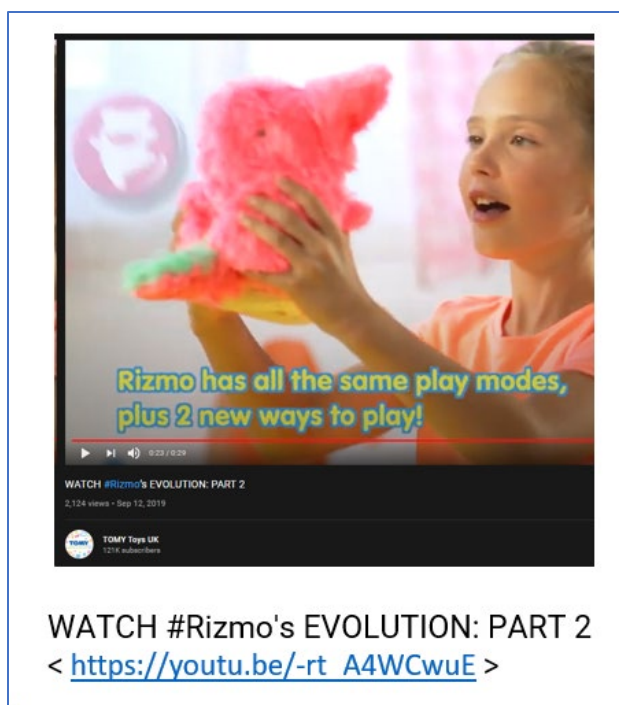 Rizmo has all the same play modes,
plus 2 new ways to play!
0:23 / 0:29
WATCH #Rizmo's EVOLUTION: PART 2
2,124 views • Sep 12, 2019
TOMY
TOMY Toys UK
121K subscribers
WATCH #Rizmo's EVOLUTION: PART 2
< https://youtu.be/-rt_A4WCwuE >